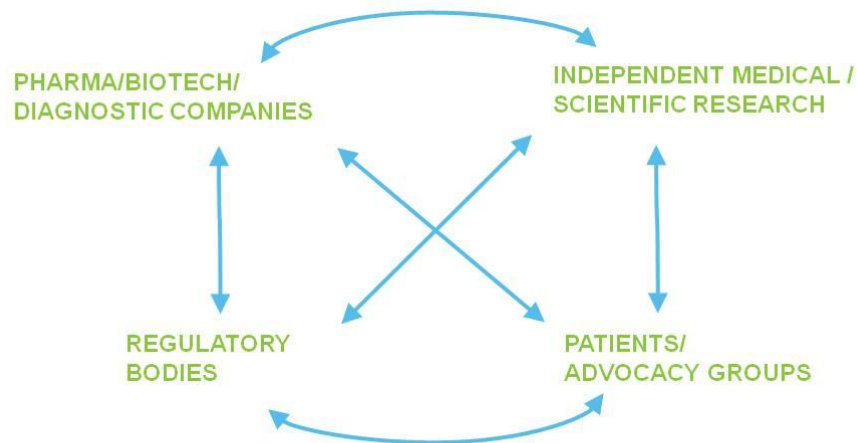 PHARMA/BIOTECH/
DIAGNOSTIC COMPANIES
INDEPENDENT MEDICAL /
SCIENTIFIC RESEARCH
REGULATORY
BODIES
PATIENTS/
ADVOCACY GROUPS